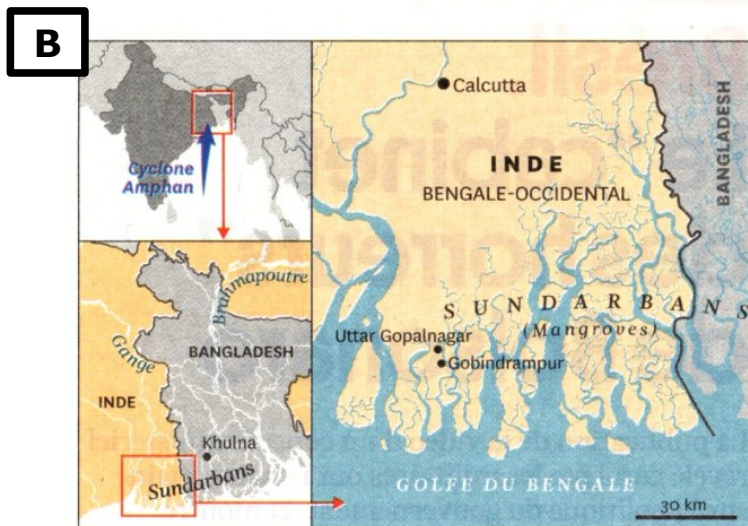 B
Cyclone
Amphan
Brahmapoutre
Gange
BANGLADESH
INDE
Khulna
Sundarbans
Calcutta
INDE
BENGALE-OCCIDENTAL
BANGLADESH
SUNDARBANS
(Mangroves)
Uttar Gopalnagar
Gobindrampur
GOLFE DU BENGALE
30 km